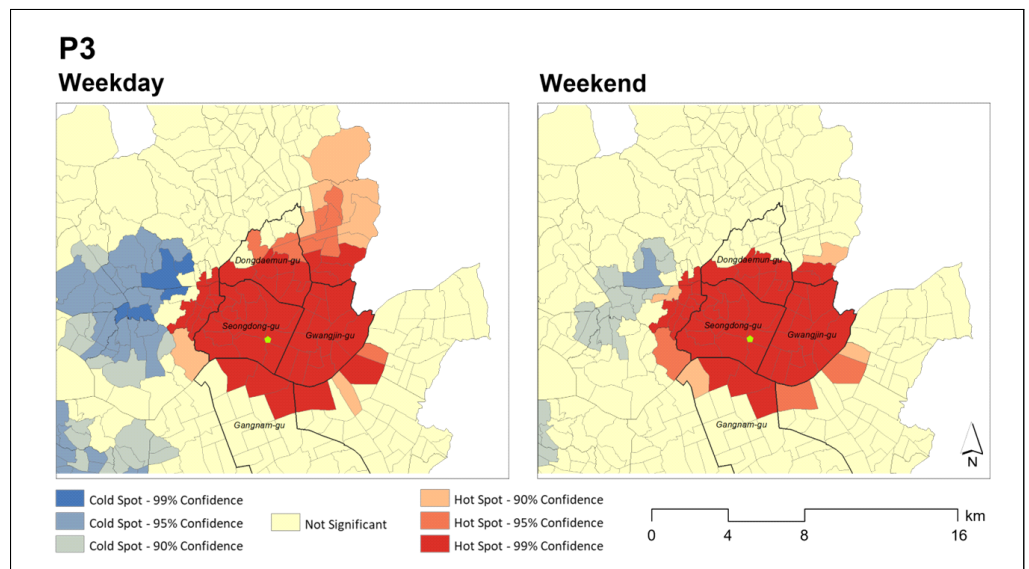 P3
Weekday
Weekend
Dongdaemun-gu
Seongdong-gu
Gwangjin-gu
Gangnam-gu
Dongdaemun-gu
Seongdong-gu
Gwangjin-gu
Gangnam-gu
N
Cold Spot - 99% Confidence
Cold Spot - 95% Confidence
Cold Spot - 90% Confidence
Not Significant
Hot Spot - 90% Confidence
Hot Spot - 95% Confidence
Hot Spot - 99% Confidence
km
0 4 8 16